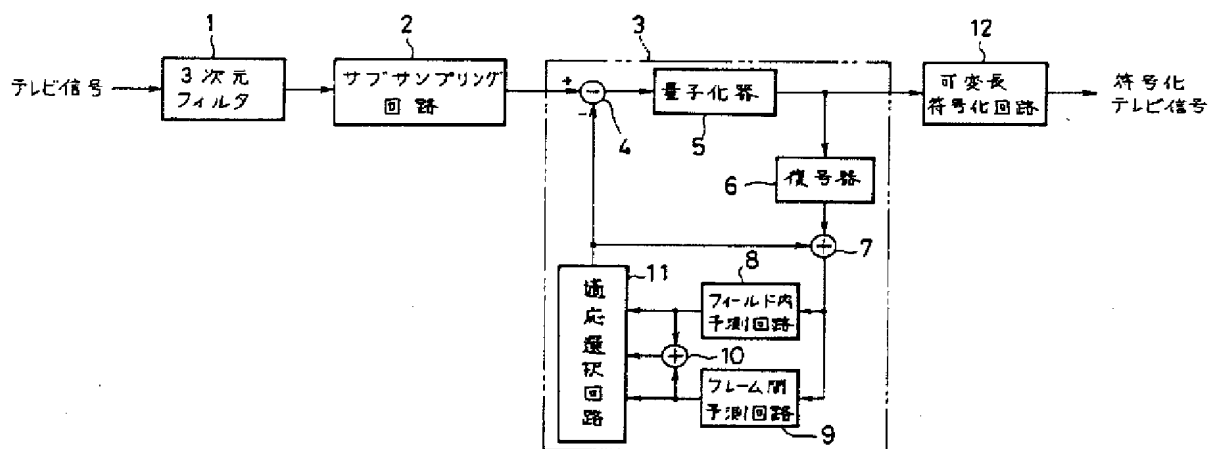 1
2
3
12
テレビ信号
3次元
フィルタ
サブサンプリング
回路
+
−
−
量子化器
可変長
符号化回路
符号化
テレビ信号
4
5
6
復号器
+
7
11
8
適応選択回路
フィールド内
予測回路
+
10
フレーム間
予測回路
9